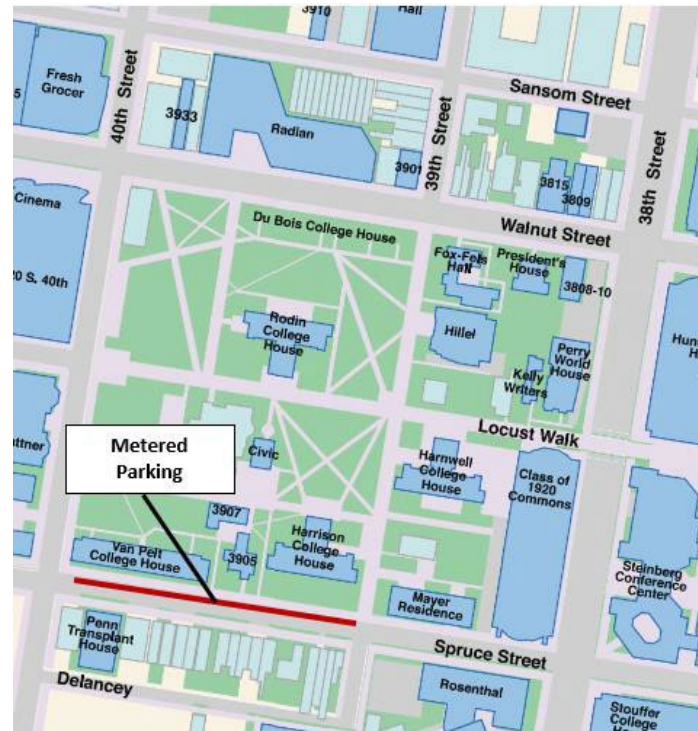 3910
Hall
Fresh
Grocer
40th Street
3933
Radian
3901
39th Street
Sansom Street
3815
3809
38th Street
Walnut Street
Cinema
20 S. 40th
Du Bois College House
Fox-Fels
Hall
President's
House
3808-10
Rodin
College
House
Hillel
Perry
World
House
Kelly
Writers
Locust Walk
Metered
Parking
Civic
Harnwell
College
House
Class of
1920
Commons
3907
3905
Van Pelt
College House
Harrison
College
House
Mayer
Residence
Steinberg
Conference
Center
Penn
Transplant
House
Spruce Street
Delancey
Rosenthal
Stouffer
College